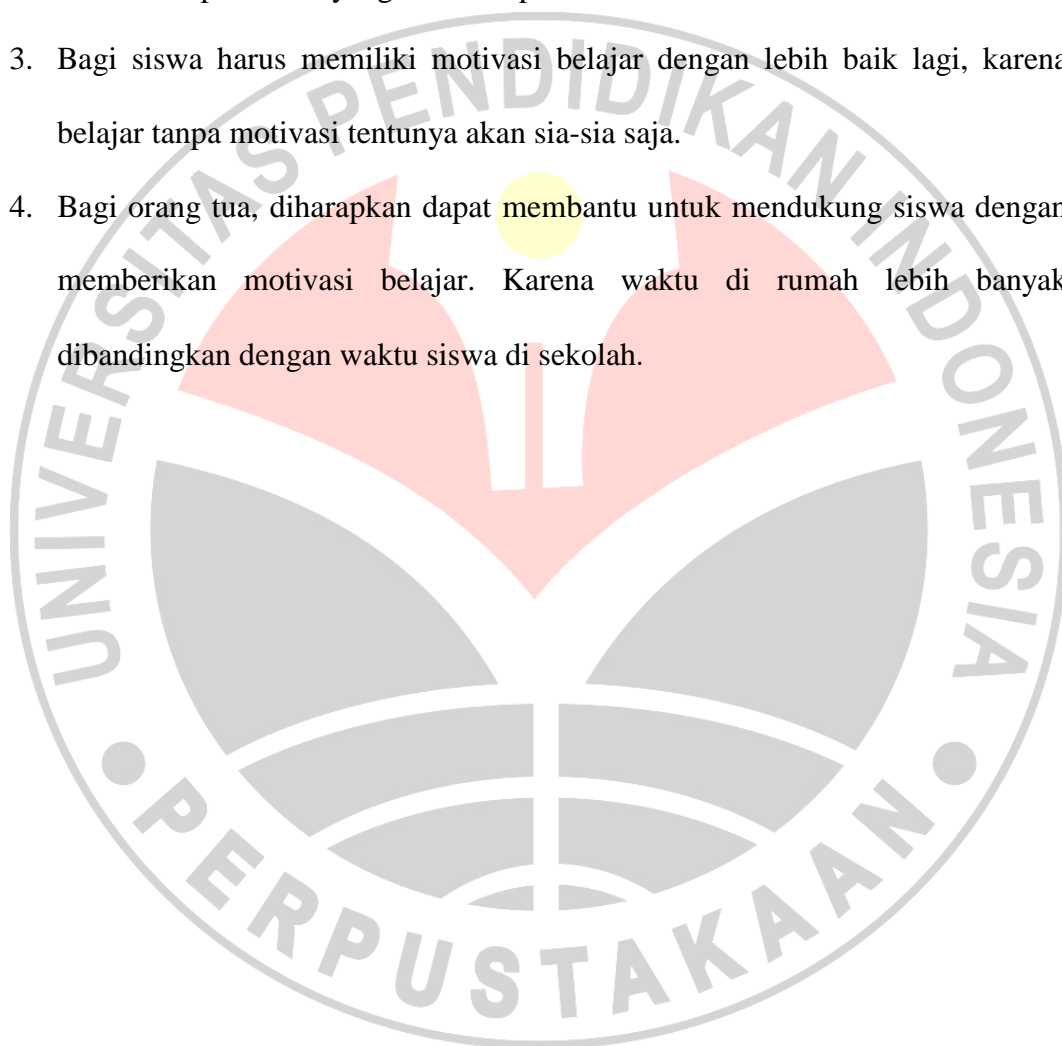 3. Bagi siswa harus memiliki motivasi belajar dengan lebih baik lagi, karena
belajar tanpa motivasi tentunya akan sia-sia saja.
4. Bagi orang tua, diharapkan dapat membantu untuk mendukung siswa dengan
memberikan motivasi belajar. Karena waktu di rumah lebih banyak
dibandingkan dengan waktu siswa di sekolah.
UNIVERSITAS PENDIDIKAN INDONESIA
PERPUSTAKAAN